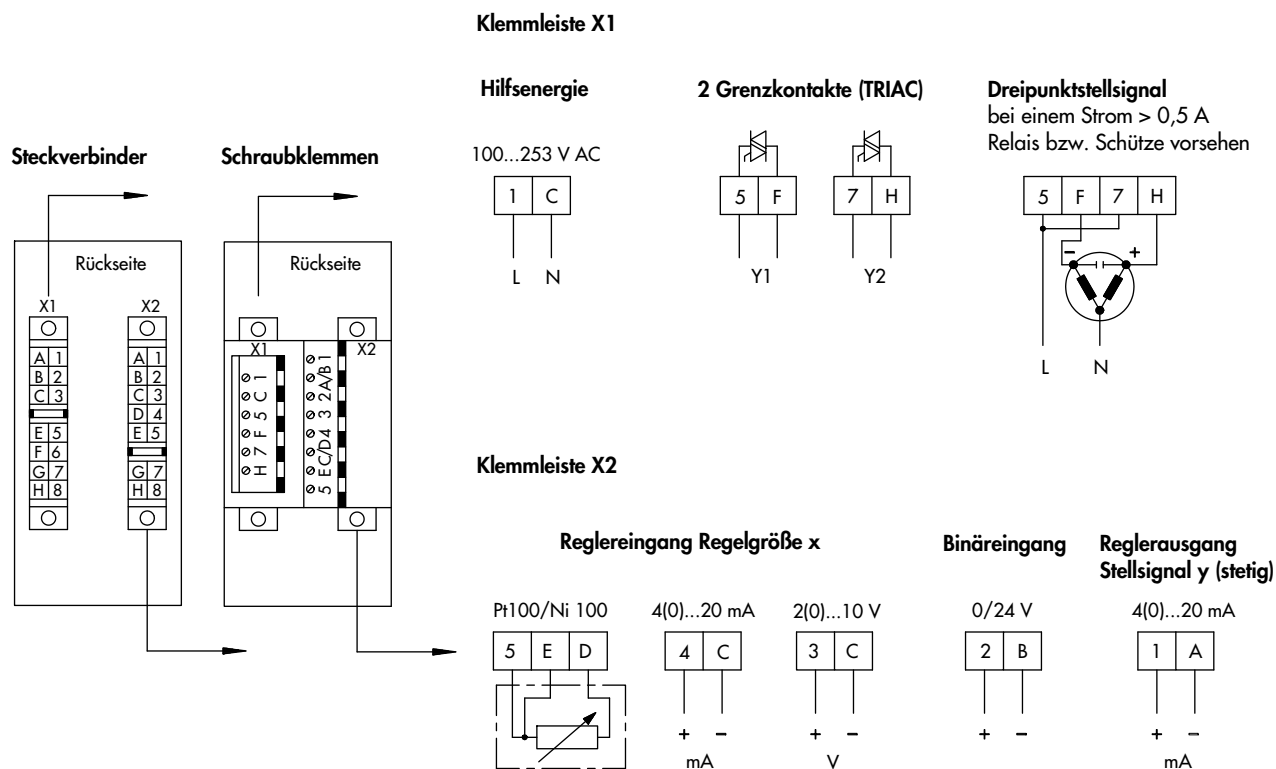 Klemmleiste X1
Hilfsenergie
2 Grenzkontakte (TRIAC)
Dreipunktstellsignal
bei einem Strom > 0,5 A
Relais bzw. Schütze vorsehen
Steckverbinder
Schraubklemmen
100...253 V AC
1 C
L N
5 F
Y1
7 H
Y2
5 F 7 H
– +
L N
Rückseite
X1 X2
A 1 A 1
B 2 B 2
C 3 C 3
D 4
E 5 E 5
F 6
G 7 G 7
H 8 H 8
Rückseite
X1 X2
H 7 F 5 C 1
5 EC/D4 3 2A/B1
Klemmleiste X2
Reglereingang Regelgröße x
Binäreingang
Reglerausgang
Stellsignal y (stetig)
Pt100/Ni 100
5 E D
4(0)...20 mA
4 C
+ –
mA
2(0)...10 V
3 C
+ –
V
0/24 V
2 B
+ –
4(0)...20 mA
1 A
+ –
mA